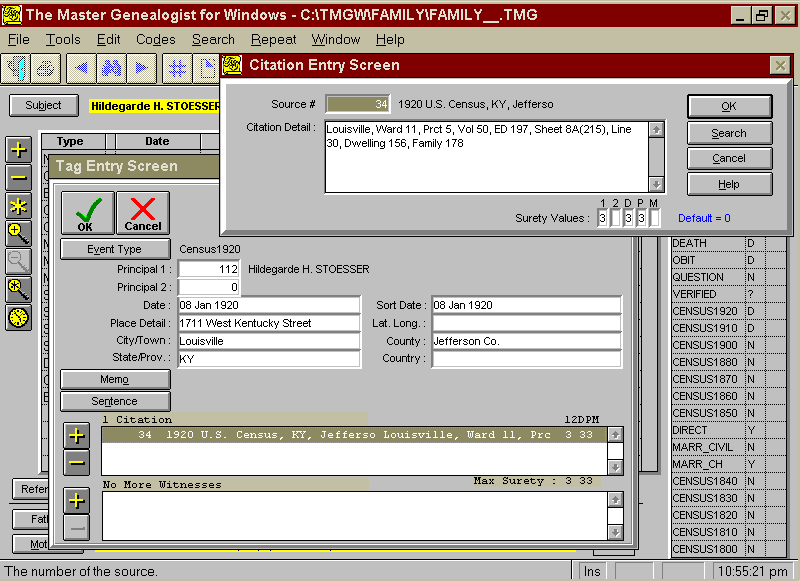 The Master Genealogist for Windows - C:\TMGW\FAMILY\FAMILY__.TMG
File Tools Edit Codes Search Repeat Window Help
Citation Entry Screen
Source # 34 1920 U.S. Census, KY, Jefferso
Citation Detail : Louisville, Ward 11, Prct 5, Vol 50, ED 197, Sheet 8A(215), Line
30, Dwelling 156, Family 178
OK
Search
Cancel
Help
1 2 D P M
Surety Values : 3 3 3 Default = 0
Subject Hildegarde H. STOESSER
Type Date
Tag Entry Screen
OK Cancel
Event Type Census1920
Principal 1 : 112 Hildegarde H. STOESSER
Principal 2 : 0
Date : 08 Jan 1920 Sort Date : 08 Jan 1920
Place Detail : 1711 West Kentucky Street Lat. Long. :
City/Town : Louisville County : Jefferson Co.
State/Prov. : KY Country :
Memo
Sentence
1 Citation 12DPM
34 1920 U.S. Census, KY, Jefferso Louisville, Ward 11, Prc 3 33
No More Witnesses Max Surety : 3 33
DEATH D
OBIT D
QUESTION N
VERIFIED ?
CENSUS1920 D
CENSUS1910 D
CENSUS1900 N
CENSUS1880 N
CENSUS1870 N
CENSUS1860 N
CENSUS1850 N
DIRECT Y
MARR_CIVIL N
MARR_CH Y
CENSUS1840 N
CENSUS1830 N
CENSUS1820 N
CENSUS1810 N
CENSUS1800 N
Refer
Fath
Mot
The number of the source. Ins 10:55:21 pm